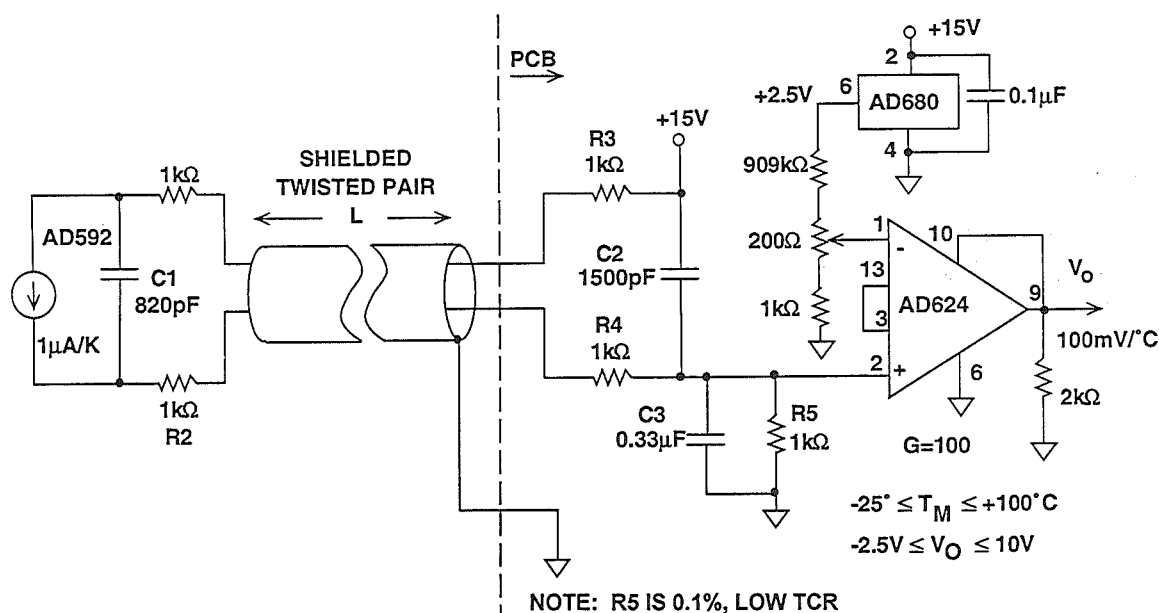 PCB
+15V
2
6
+2.5V
AD680
0.1µF
4
+15V
R3
1kΩ
909kΩ
SHIELDED
TWISTED PAIR
L
1kΩ
AD592
C1
820pF
1µA/K
1kΩ
R2
C2
1500pF
R4
1kΩ
200Ω
1kΩ
1
-
10
13
AD624
3
2
+
6
9
VO
100mV/°C
2kΩ
G=100
C3
0.33µF
R5
1kΩ
-25° ≤ TM ≤ +100°C
-2.5V ≤ VO ≤ 10V
NOTE: R5 IS 0.1%, LOW TCR